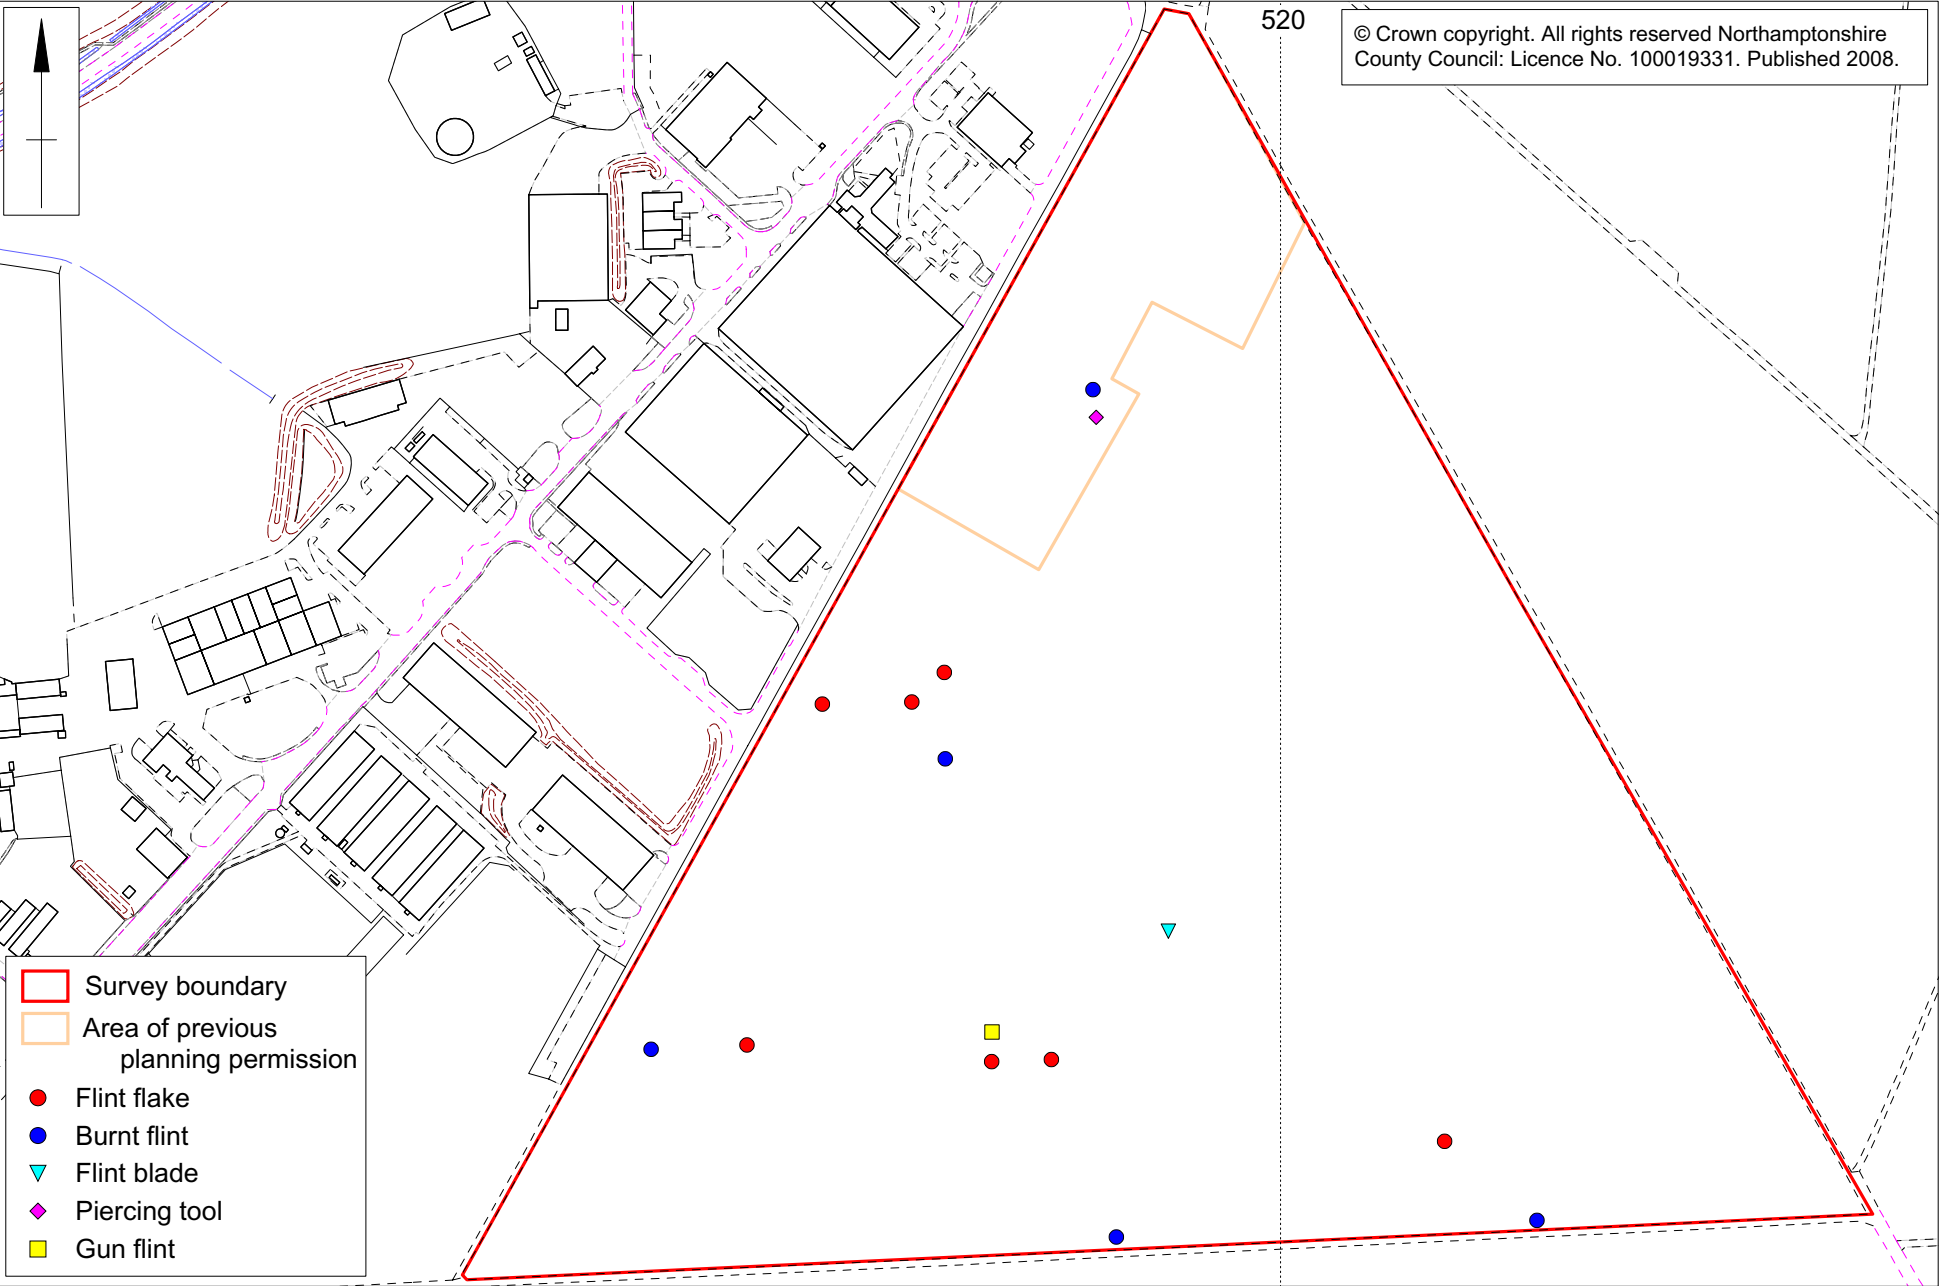 520
© Crown copyright. All rights reserved Northamptonshire
County Council: Licence No. 100019331. Published 2008.
Survey boundary
Area of previous
planning permission
Flint flake
Burnt flint
Flint blade
Piercing tool
Gun flint